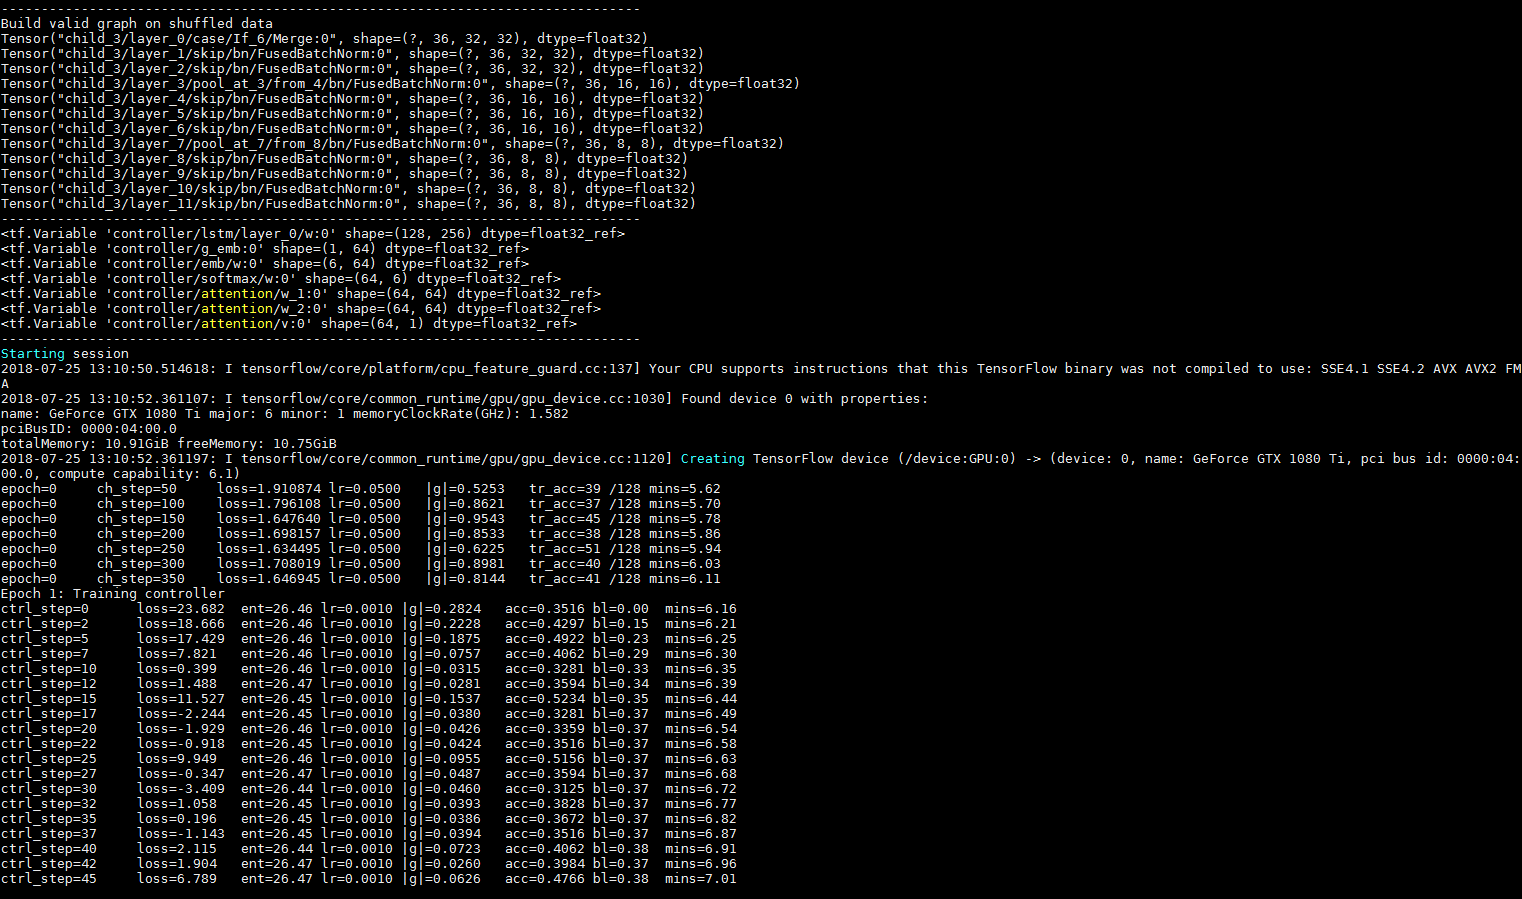 --------------------------------------------------------------------------------
Build valid graph on shuffled data
Tensor("child_3/layer_0/case/If_6/Merge:0", shape=(?, 36, 32, 32), dtype=float32)
Tensor("child_3/layer_1/skip/bn/FusedBatchNorm:0", shape=(?, 36, 32, 32), dtype=float32)
Tensor("child_3/layer_2/skip/bn/FusedBatchNorm:0", shape=(?, 36, 32, 32), dtype=float32)
Tensor("child_3/layer_3/pool_at_3/from_4/bn/FusedBatchNorm:0", shape=(?, 36, 16, 16), dtype=float32)
Tensor("child_3/layer_4/skip/bn/FusedBatchNorm:0", shape=(?, 36, 16, 16), dtype=float32)
Tensor("child_3/layer_5/skip/bn/FusedBatchNorm:0", shape=(?, 36, 16, 16), dtype=float32)
Tensor("child_3/layer_6/skip/bn/FusedBatchNorm:0", shape=(?, 36, 16, 16), dtype=float32)
Tensor("child_3/layer_7/pool_at_7/from_8/bn/FusedBatchNorm:0", shape=(?, 36, 8, 8), dtype=float32)
Tensor("child_3/layer_8/skip/bn/FusedBatchNorm:0", shape=(?, 36, 8, 8), dtype=float32)
Tensor("child_3/layer_9/skip/bn/FusedBatchNorm:0", shape=(?, 36, 8, 8), dtype=float32)
Tensor("child_3/layer_10/skip/bn/FusedBatchNorm:0", shape=(?, 36, 8, 8), dtype=float32)
Tensor("child_3/layer_11/skip/bn/FusedBatchNorm:0", shape=(?, 36, 8, 8), dtype=float32)
--------------------------------------------------------------------------------
<tf.Variable 'controller/lstm/layer_0/w:0' shape=(128, 256) dtype=float32_ref>
<tf.Variable 'controller/g_emb:0' shape=(1, 64) dtype=float32_ref>
<tf.Variable 'controller/emb/w:0' shape=(6, 64) dtype=float32_ref>
<tf.Variable 'controller/softmax/w:0' shape=(64, 6) dtype=float32_ref>
<tf.Variable 'controller/attention/w_1:0' shape=(64, 64) dtype=float32_ref>
<tf.Variable 'controller/attention/w_2:0' shape=(64, 64) dtype=float32_ref>
<tf.Variable 'controller/attention/v:0' shape=(64, 1) dtype=float32_ref>
--------------------------------------------------------------------------------
Starting session
2018-07-25 13:10:50.514618: I tensorflow/core/platform/cpu_feature_guard.cc:137] Your CPU supports instructions that this TensorFlow binary was not compiled to use: SSE4.1 SSE4.2 AVX AVX2 FM
A
2018-07-25 13:10:52.361107: I tensorflow/core/common_runtime/gpu/gpu_device.cc:1030] Found device 0 with properties:
name: GeForce GTX 1080 Ti major: 6 minor: 1 memoryClockRate(GHz): 1.582
pciBusID: 0000:04:00.0
totalMemory: 10.91GiB freeMemory: 10.75GiB
2018-07-25 13:10:52.361197: I tensorflow/core/common_runtime/gpu/gpu_device.cc:1120] Creating TensorFlow device (/device:GPU:0) -> (device: 0, name: GeForce GTX 1080 Ti, pci bus id: 0000:04:
00.0, compute capability: 6.1)
epoch=0     ch_step=50     loss=1.910874 lr=0.0500   |g|=0.5253   tr_acc=39 /128 mins=5.62
epoch=0     ch_step=100    loss=1.796108 lr=0.0500   |g|=0.8621   tr_acc=37 /128 mins=5.70
epoch=0     ch_step=150    loss=1.647640 lr=0.0500   |g|=0.9543   tr_acc=45 /128 mins=5.78
epoch=0     ch_step=200    loss=1.698157 lr=0.0500   |g|=0.8533   tr_acc=38 /128 mins=5.86
epoch=0     ch_step=250    loss=1.634495 lr=0.0500   |g|=0.6225   tr_acc=51 /128 mins=5.94
epoch=0     ch_step=300    loss=1.708019 lr=0.0500   |g|=0.8981   tr_acc=40 /128 mins=6.03
epoch=0     ch_step=350    loss=1.646945 lr=0.0500   |g|=0.8144   tr_acc=41 /128 mins=6.11
Epoch 1: Training controller
ctrl_step=0      loss=23.682  ent=26.46 lr=0.0010 |g|=0.2824   acc=0.3516 bl=0.00  mins=6.16
ctrl_step=2      loss=18.666  ent=26.46 lr=0.0010 |g|=0.2228   acc=0.4297 bl=0.15  mins=6.21
ctrl_step=5      loss=17.429  ent=26.46 lr=0.0010 |g|=0.1875   acc=0.4922 bl=0.23  mins=6.25
ctrl_step=7      loss=7.821   ent=26.46 lr=0.0010 |g|=0.0757   acc=0.4062 bl=0.29  mins=6.30
ctrl_step=10     loss=0.399   ent=26.46 lr=0.0010 |g|=0.0315   acc=0.3281 bl=0.33  mins=6.35
ctrl_step=12     loss=1.488   ent=26.47 lr=0.0010 |g|=0.0281   acc=0.3594 bl=0.34  mins=6.39
ctrl_step=15     loss=11.527  ent=26.45 lr=0.0010 |g|=0.1537   acc=0.5234 bl=0.35  mins=6.44
ctrl_step=17     loss=-2.244  ent=26.45 lr=0.0010 |g|=0.0380   acc=0.3281 bl=0.37  mins=6.49
ctrl_step=20     loss=-1.929  ent=26.46 lr=0.0010 |g|=0.0426   acc=0.3359 bl=0.37  mins=6.54
ctrl_step=22     loss=-0.918  ent=26.45 lr=0.0010 |g|=0.0424   acc=0.3516 bl=0.37  mins=6.58
ctrl_step=25     loss=9.949   ent=26.46 lr=0.0010 |g|=0.0955   acc=0.5156 bl=0.37  mins=6.63
ctrl_step=27     loss=-0.347  ent=26.47 lr=0.0010 |g|=0.0487   acc=0.3594 bl=0.37  mins=6.68
ctrl_step=30     loss=-3.409  ent=26.44 lr=0.0010 |g|=0.0460   acc=0.3125 bl=0.37  mins=6.72
ctrl_step=32     loss=1.058   ent=26.45 lr=0.0010 |g|=0.0393   acc=0.3828 bl=0.37  mins=6.77
ctrl_step=35     loss=0.196   ent=26.45 lr=0.0010 |g|=0.0386   acc=0.3672 bl=0.37  mins=6.82
ctrl_step=37     loss=-1.143  ent=26.45 lr=0.0010 |g|=0.0394   acc=0.3516 bl=0.37  mins=6.87
ctrl_step=40     loss=2.115   ent=26.44 lr=0.0010 |g|=0.0723   acc=0.4062 bl=0.38  mins=6.91
ctrl_step=42     loss=1.904   ent=26.47 lr=0.0010 |g|=0.0260   acc=0.3984 bl=0.37  mins=6.96
ctrl_step=45     loss=6.789   ent=26.47 lr=0.0010 |g|=0.0626   acc=0.4766 bl=0.38  mins=7.01